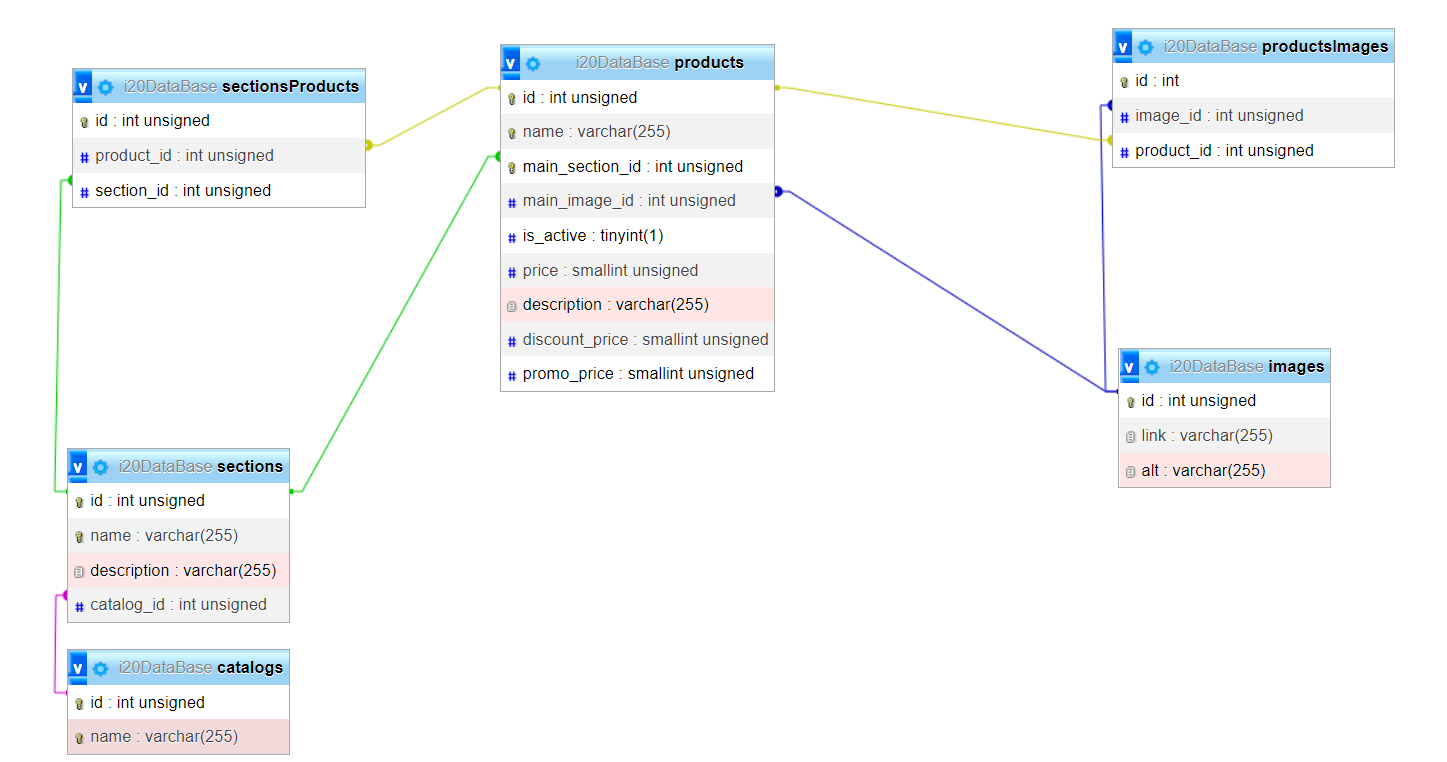 v i20DataBase sectionsProducts
id : int unsigned
product_id : int unsigned
section_id : int unsigned
v i20DataBase products
id : int unsigned
name : varchar(255)
main_section_id : int unsigned
main_image_id : int unsigned
is_active : tinyint(1)
price : smallint unsigned
description : varchar(255)
discount_price : smallint unsigned
promo_price : smallint unsigned
v i20DataBase productsImages
id : int
image_id : int unsigned
product_id : int unsigned
v i20DataBase images
id : int unsigned
link : varchar(255)
alt : varchar(255)
v i20DataBase sections
id : int unsigned
name : varchar(255)
description : varchar(255)
catalog_id : int unsigned
v i20DataBase catalogs
id : int unsigned
name : varchar(255)